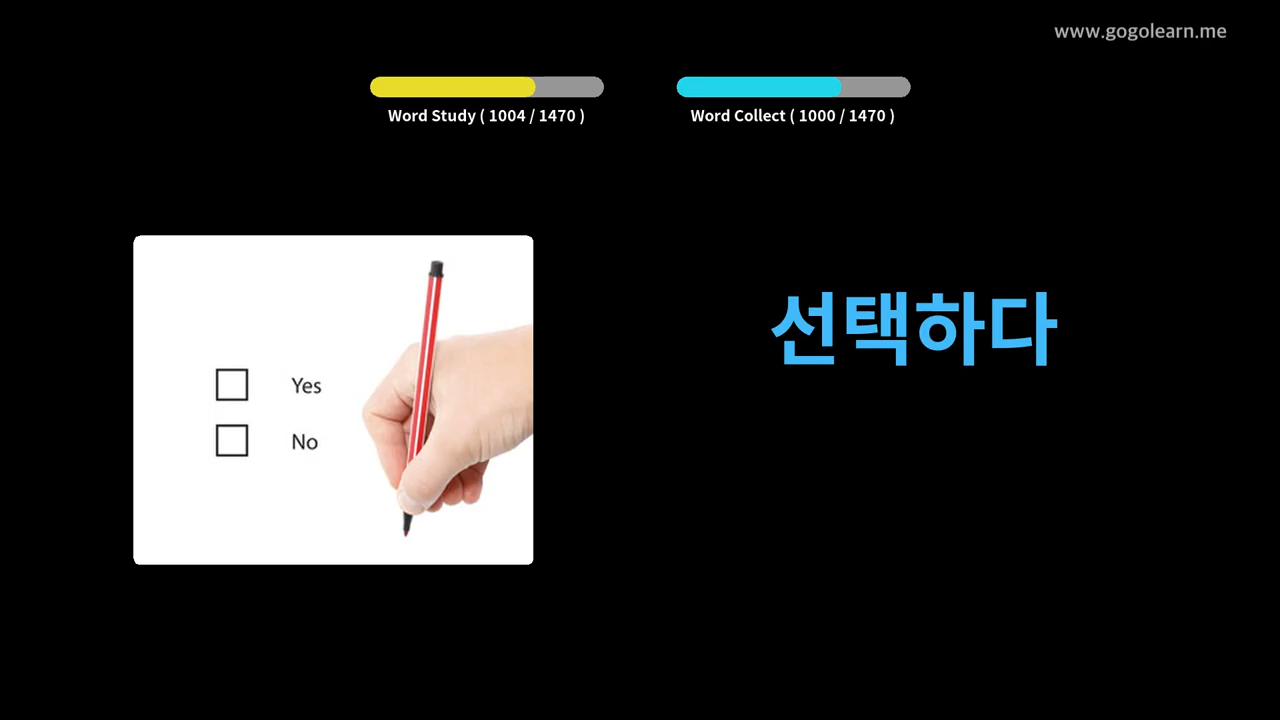 www.gogolearn.me
Word Study ( 1004 / 1470 )
Word Collect ( 1000 / 1470 )
선택하다
Yes
No